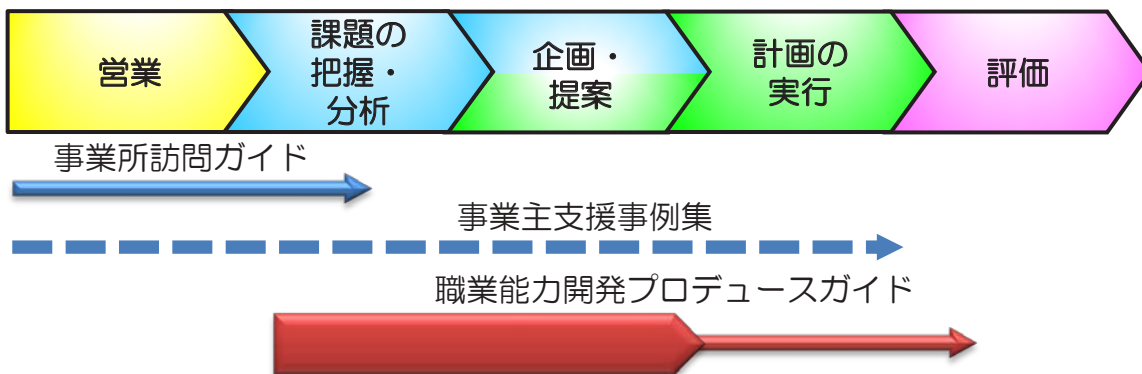 営業
課題の
把握・
分析
企画・
提案
計画の
実行
評価
事業所訪問ガイド
事業主支援事例集
職業能力開発プロデュースガイド